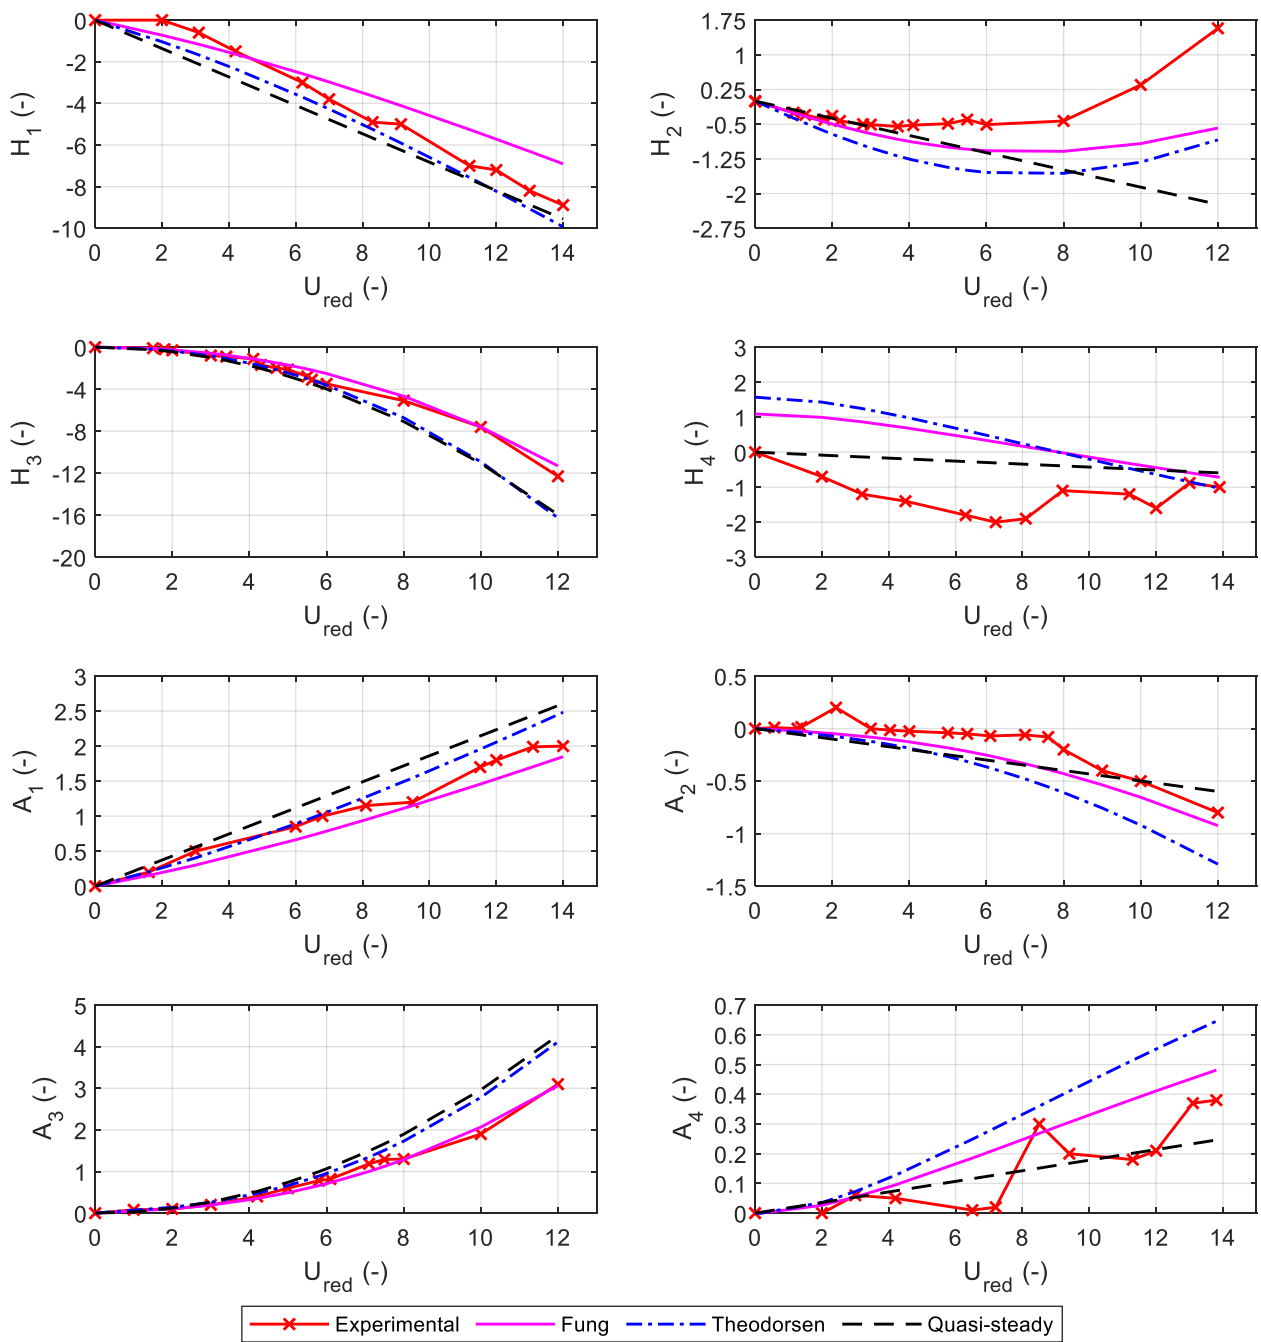 0
-2
-4
-6
-8
-10
H1 (-)
0 2 4 6 8 10 12 14
Ured (-)
1.75
1
0.25
-0.5
-1.25
-2
-2.75
H2 (-)
0 2 4 6 8 10 12
Ured (-)
0
-4
-8
-12
-16
-20
H3 (-)
0 2 4 6 8 10 12
Ured (-)
3
2
1
0
-1
-2
-3
H4 (-)
0 2 4 6 8 10 12 14
Ured (-)
3
2.5
2
1.5
1
0.5
0
A1 (-)
0 2 4 6 8 10 12 14
Ured (-)
0.5
0
-0.5
-1
-1.5
A2 (-)
0 2 4 6 8 10 12
Ured (-)
5
4
3
2
1
0
A3 (-)
0 2 4 6 8 10 12
Ured (-)
0.7
0.6
0.5
0.4
0.3
0.2
0.1
0
A4 (-)
0 2 4 6 8 10 12 14
Ured (-)
Experimental Fung Theodorsen Quasi-steady